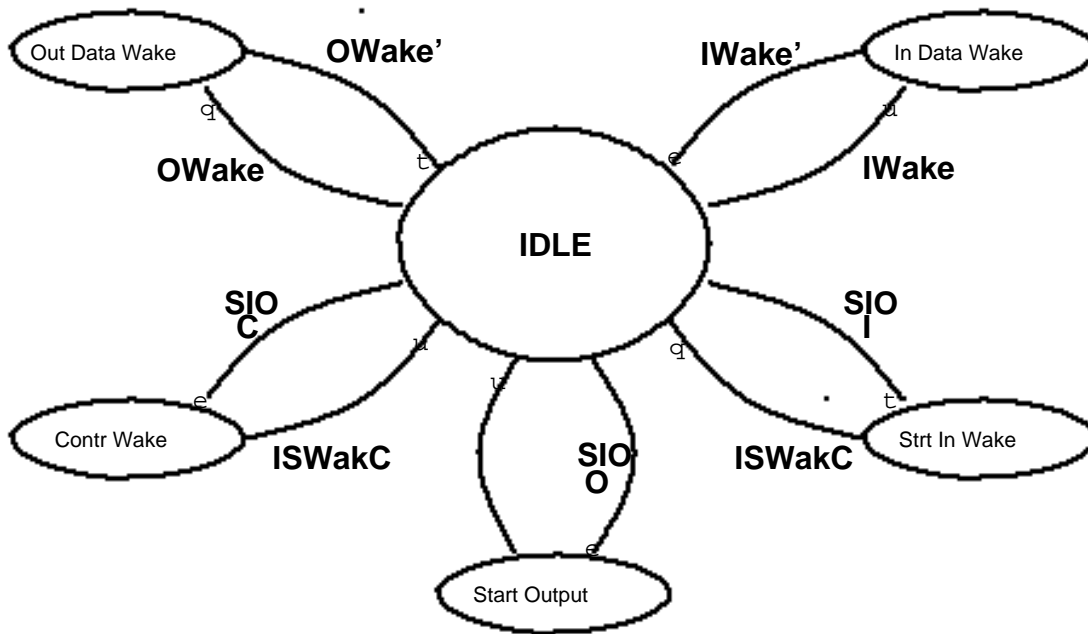 Out Data Wake
OWake’
IWake’
In Data Wake
q
u
t
e
OWake
IWake
IDLE
SIO
C
SIO
I
u
q
u
e
t
Contr Wake
ISWakC
SIO
O
ISWakC
Strt In Wake
e
Start Output